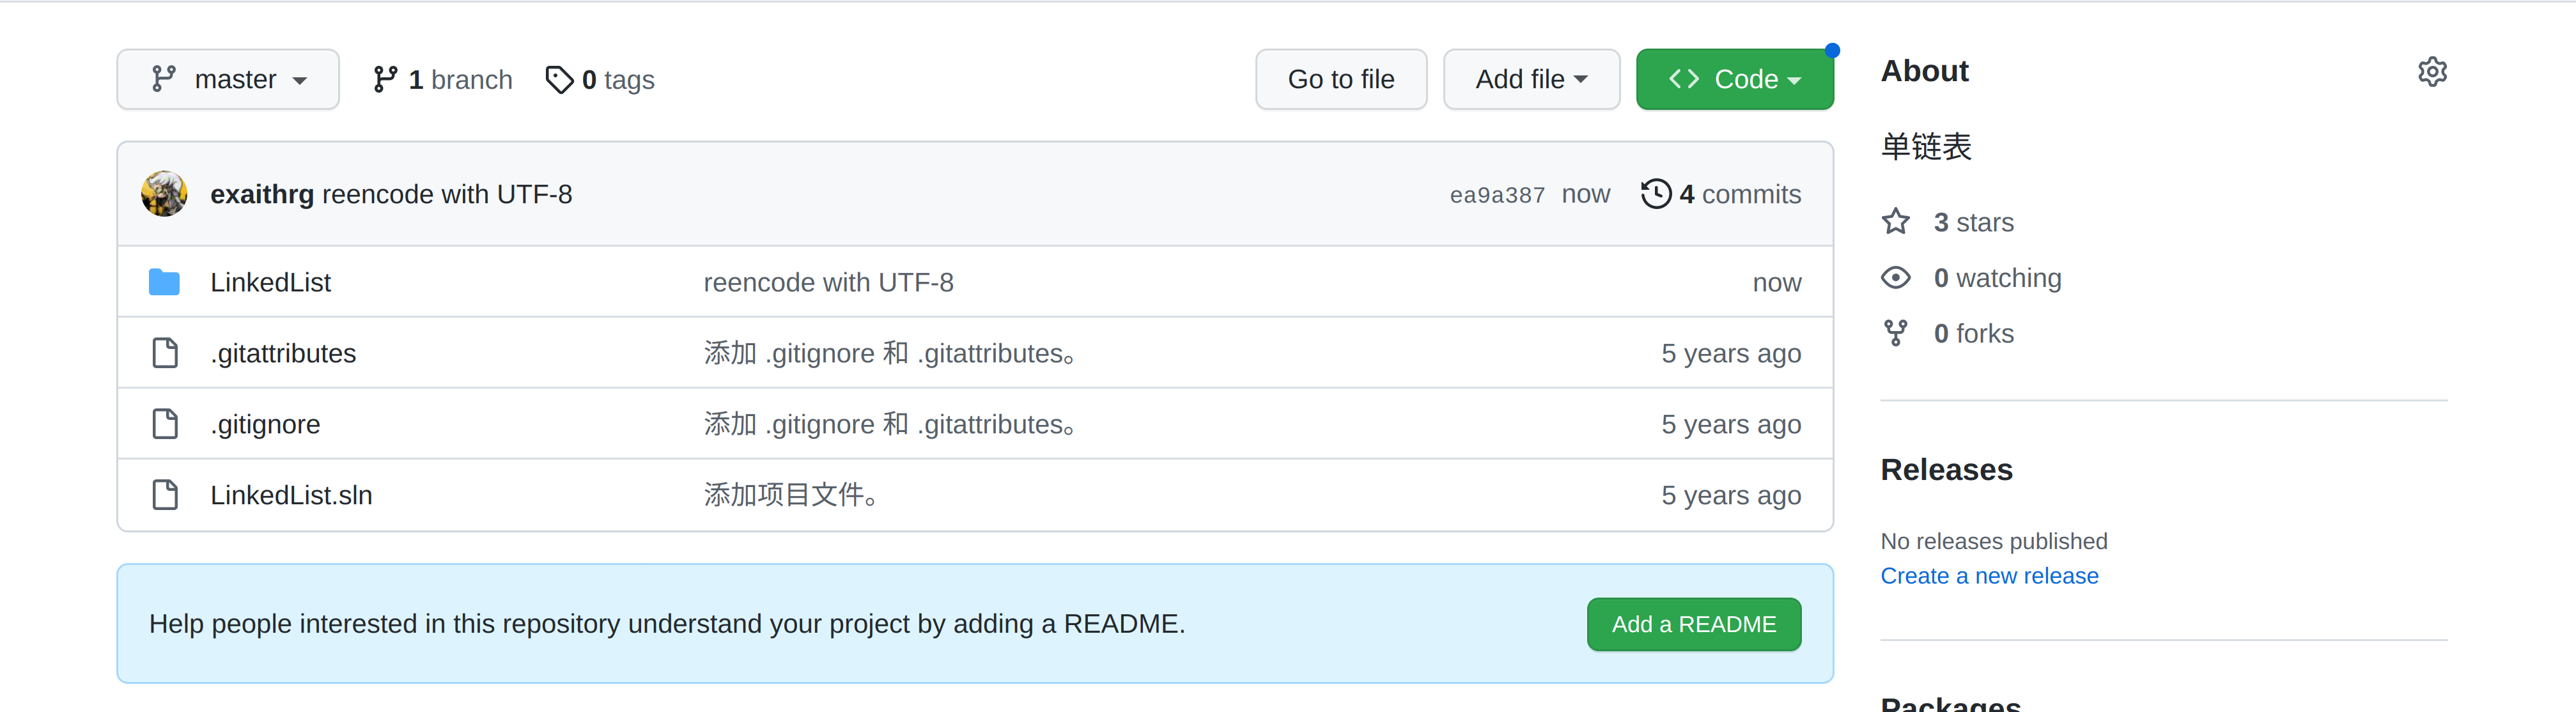 master 1 branch 0 tags Go to file Add file Code
exaithrg reencode with UTF-8 ea9a387 now 4 commits
LinkedList reencode with UTF-8 now
.gitattributes 添加 .gitignore 和 .gitattributes。 5 years ago
.gitignore 添加 .gitignore 和 .gitattributes。 5 years ago
LinkedList.sln 添加项目文件。 5 years ago
Help people interested in this repository understand your project by adding a README. Add a README
About
单链表
3 stars
0 watching
0 forks
Releases
No releases published
Create a new release
Packages